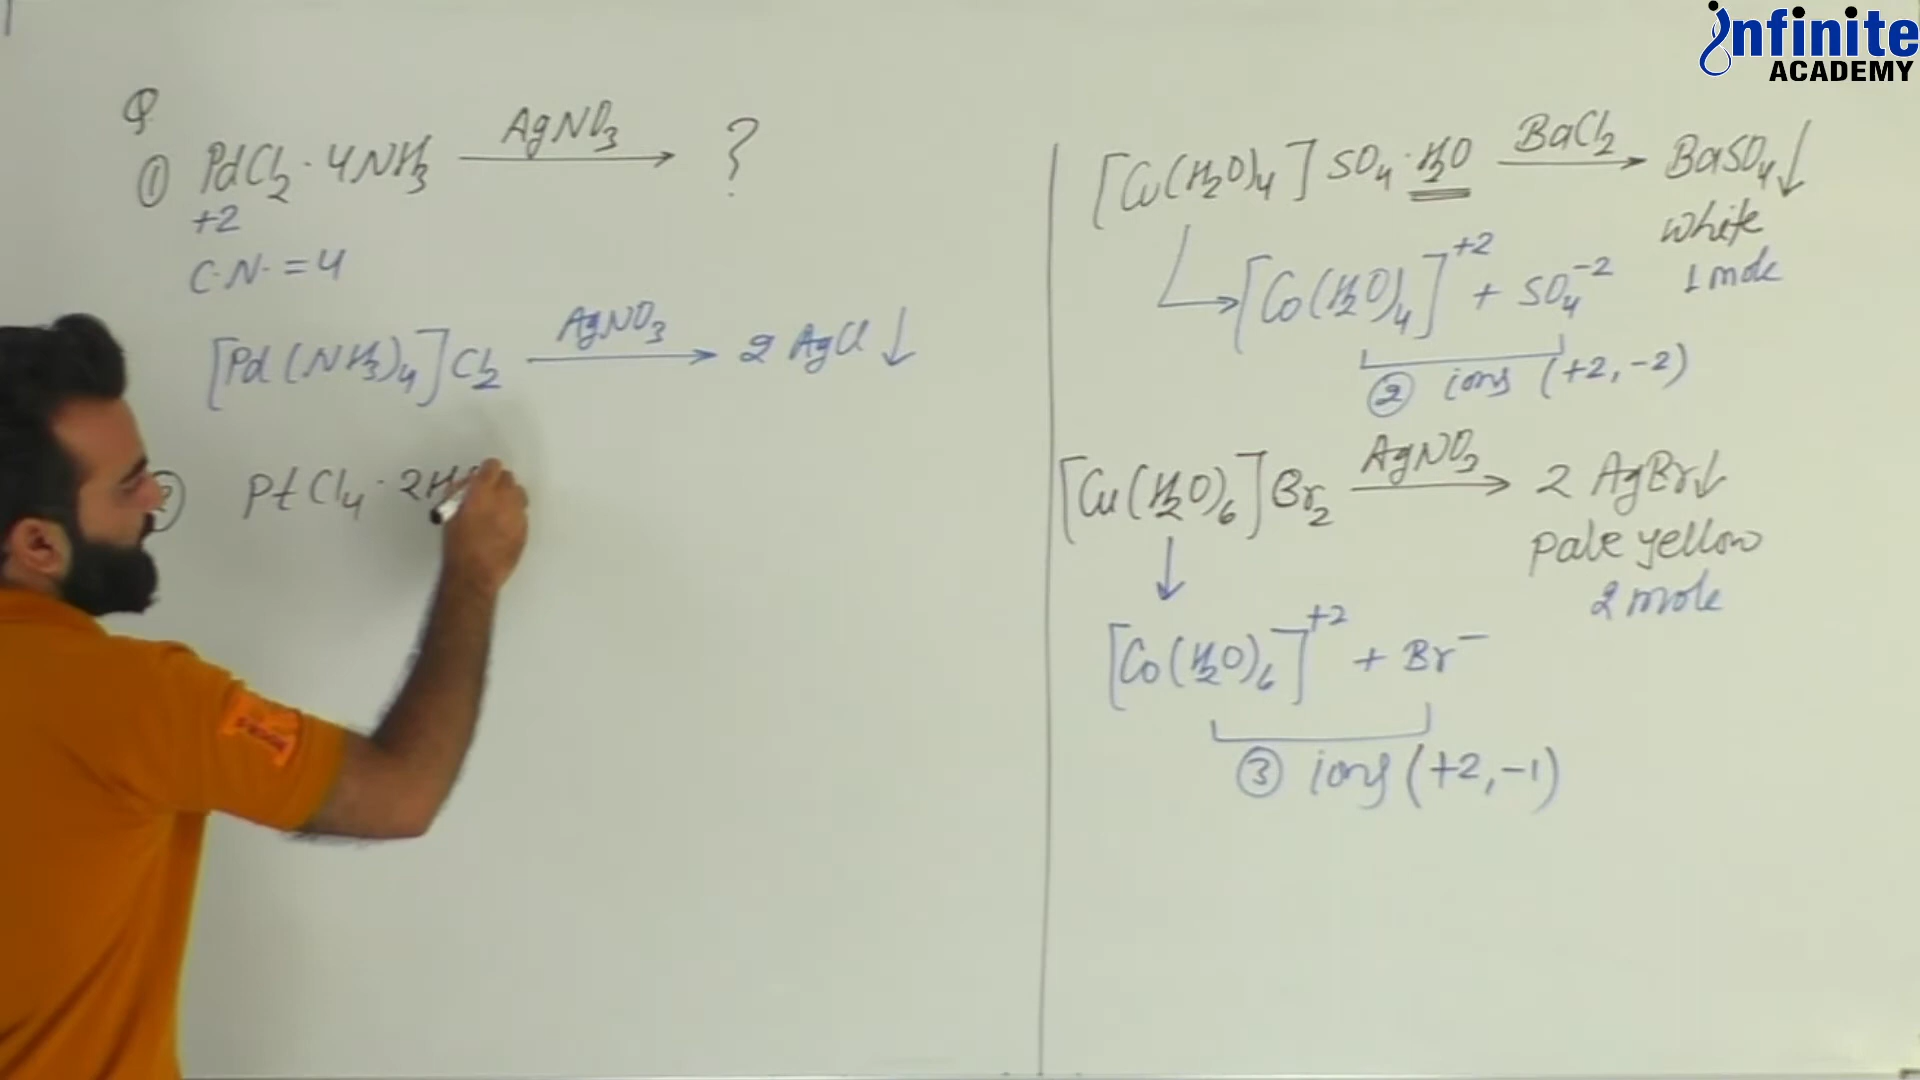 infinite
ACADEMY
Q
① PdCl2 · 4NH3 AgNO3 → ?
+2
C·N· = 4
[Pd(NH3)4]Cl2 AgNO3 → 2 AgCl ↓
PtCl4 · 2H
[Cu(H2O)4]SO4·H2O BaCl2 → BaSO4↓
white
1 mole
[Co(H2O)4]+2 + SO4-2
② ions (+2,-2)
[Cu(H2O)6]Br2 AgNO3 → 2 AgBr↓
pale yellow
2 mole
[Co(H2O)6]+2 + Br-
③ ions (+2,-1)